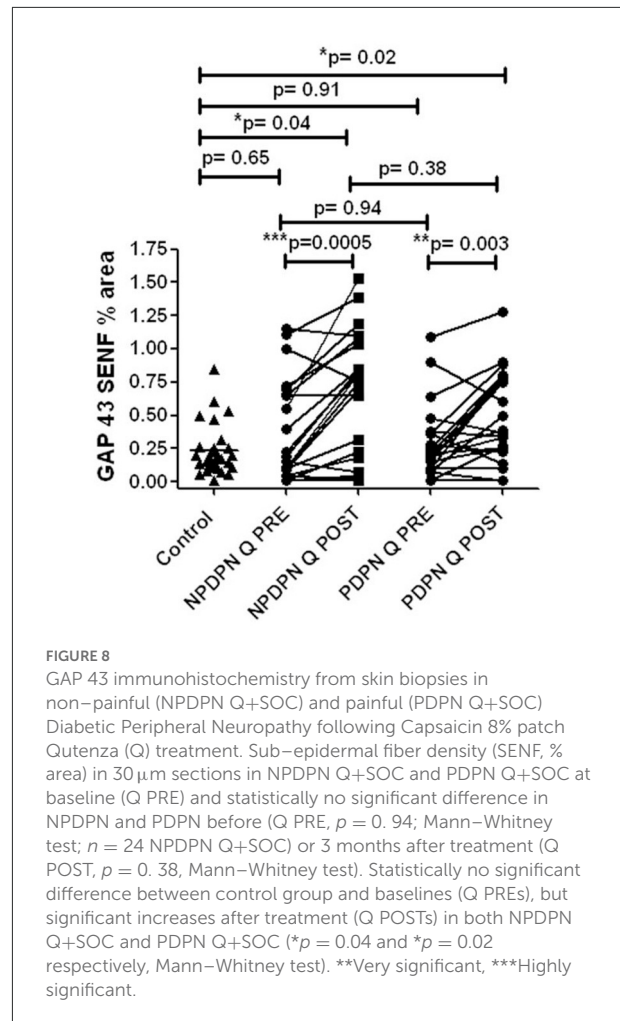 *p= 0.02
p= 0.91
*p= 0.04
p= 0.65
p= 0.38
p= 0.94
***p=0.0005
**p= 0.003
GAP 43 SENF % area
1.75
1.50
1.25
1.00
0.75
0.50
0.25
0.00
Control
NPDPN Q PRE
NPDPN Q POST
PDPN Q PRE
PDPN Q POST
FIGURE 8
GAP 43 immunohistochemistry from skin biopsies in
non–painful (NPDPN Q+SOC) and painful (PDPN Q+SOC)
Diabetic Peripheral Neuropathy following Capsaicin 8% patch
Qutenza (Q) treatment. Sub–epidermal fiber density (SENF, %
area) in 30 μm sections in NPDPN Q+SOC and PDPN Q+SOC at
baseline (Q PRE) and statistically no significant difference in
NPDPN and PDPN before (Q PRE, p = 0. 94; Mann–Whitney
test; n = 24 NPDPN Q+SOC) or 3 months after treatment (Q
POST, p = 0. 38, Mann–Whitney test). Statistically no significant
difference between control group and baselines (Q PREs), but
significant increases after treatment (Q POSTs) in both NPDPN
Q+SOC and PDPN Q+SOC (*p = 0.04 and *p = 0.02
respectively, Mann–Whitney test). **Very significant, ***Highly
significant.